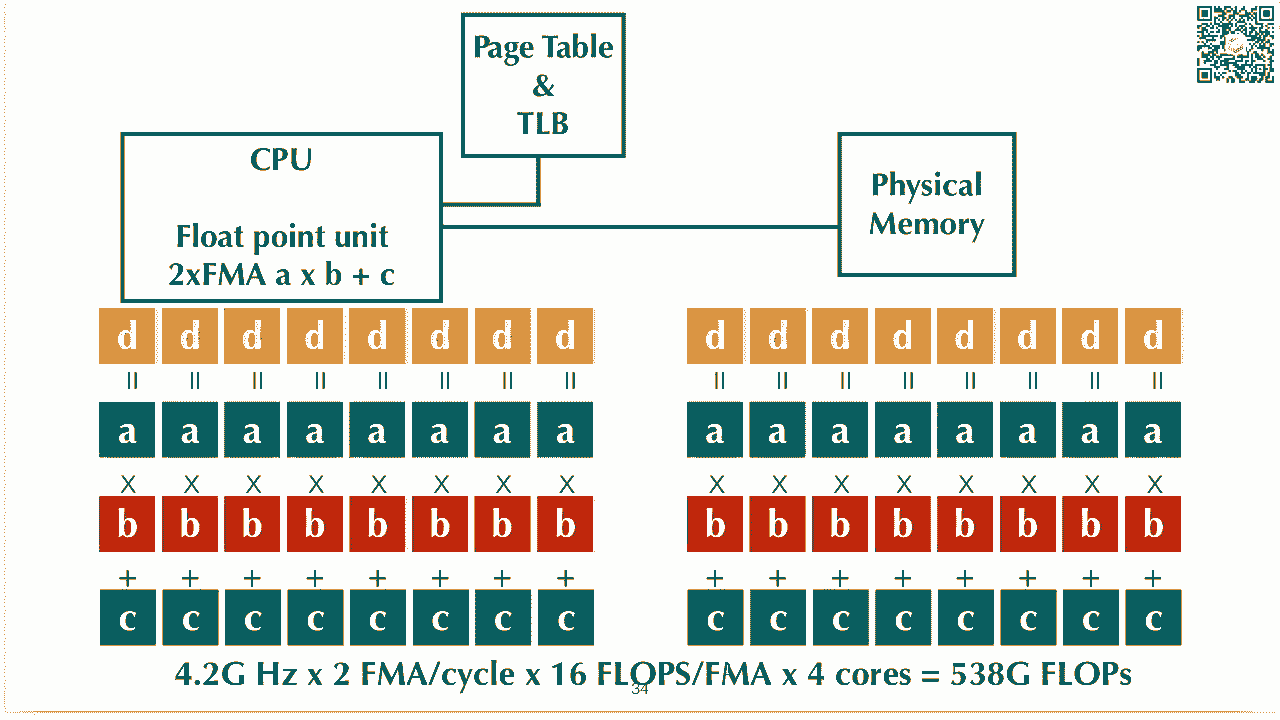 Page Table
&
TLB
CPU
Float point unit
2xFMA a x b + c
Physical
Memory
d d d d d d d d d d d d d d d d
= = = = = = = = = = = = = = = =
a a a a a a a a a a a a a a a a
x x x x x x x x x x x x x x x x
b b b b b b b b b b b b b b b b
+ + + + + + + + + + + + + + + +
c c c c c c c c c c c c c c c c
4.2G Hz x 2 FMA/cycle x 16 FLOPS/FMA x 4 cores = 538G FLOPs
34